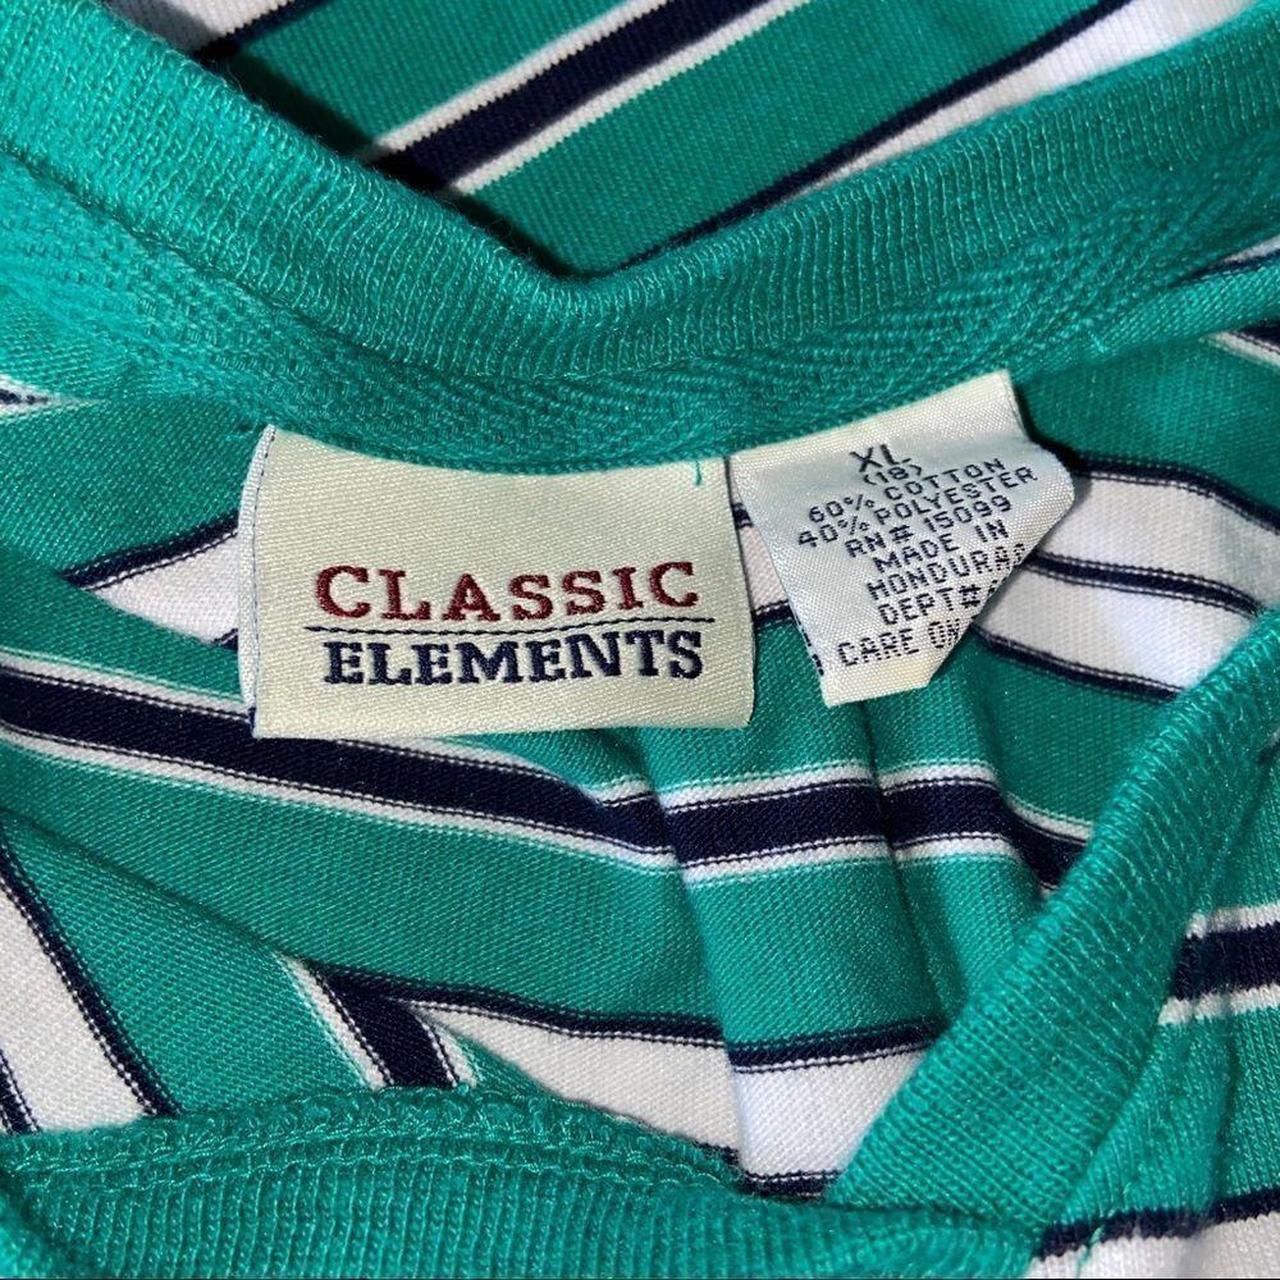 CLASSIC
ELEMENTS
XL
(18)
60% COTTON
40% POLYESTER
RN# 15099
MADE IN
HONDURAS
DEPT#
CARE ON